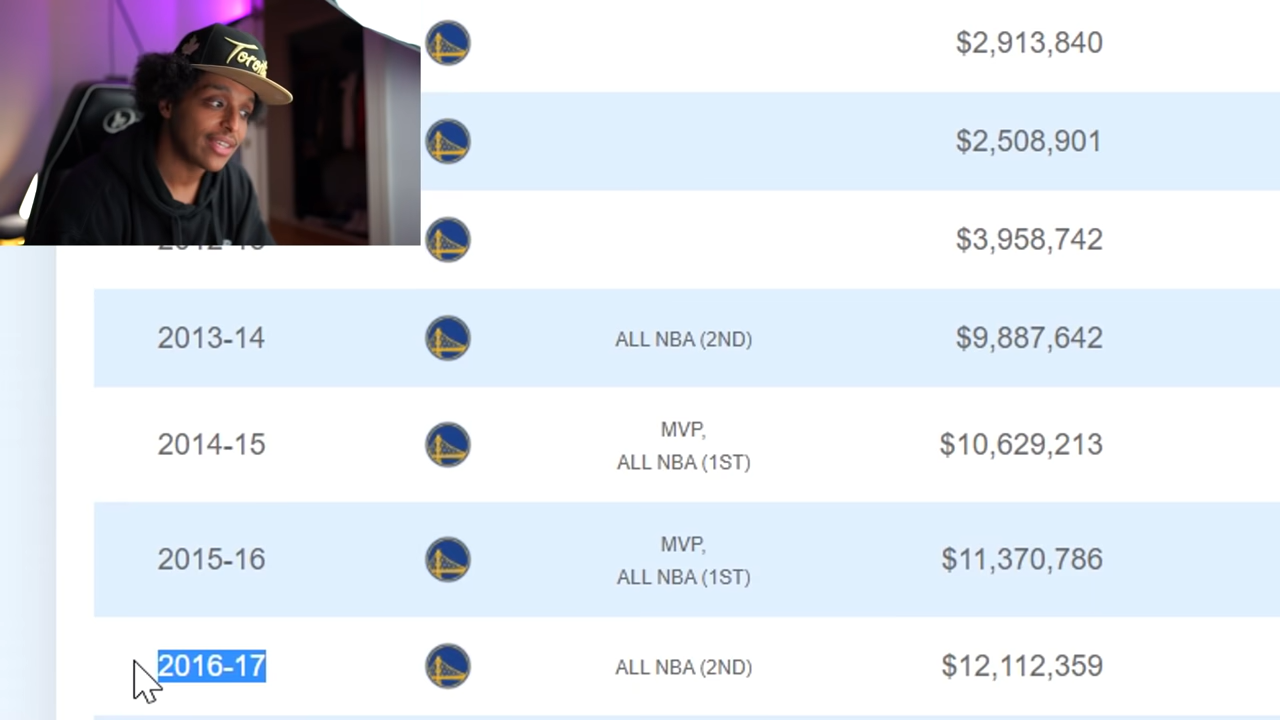 $2,913,840
$2,508,901
$3,958,742
2013-14 ALL NBA (2ND) $9,887,642
MVP,
2014-15 ALL NBA (1ST) $10,629,213
MVP,
2015-16 ALL NBA (1ST) $11,370,786
2016-17 ALL NBA (2ND) $12,112,359